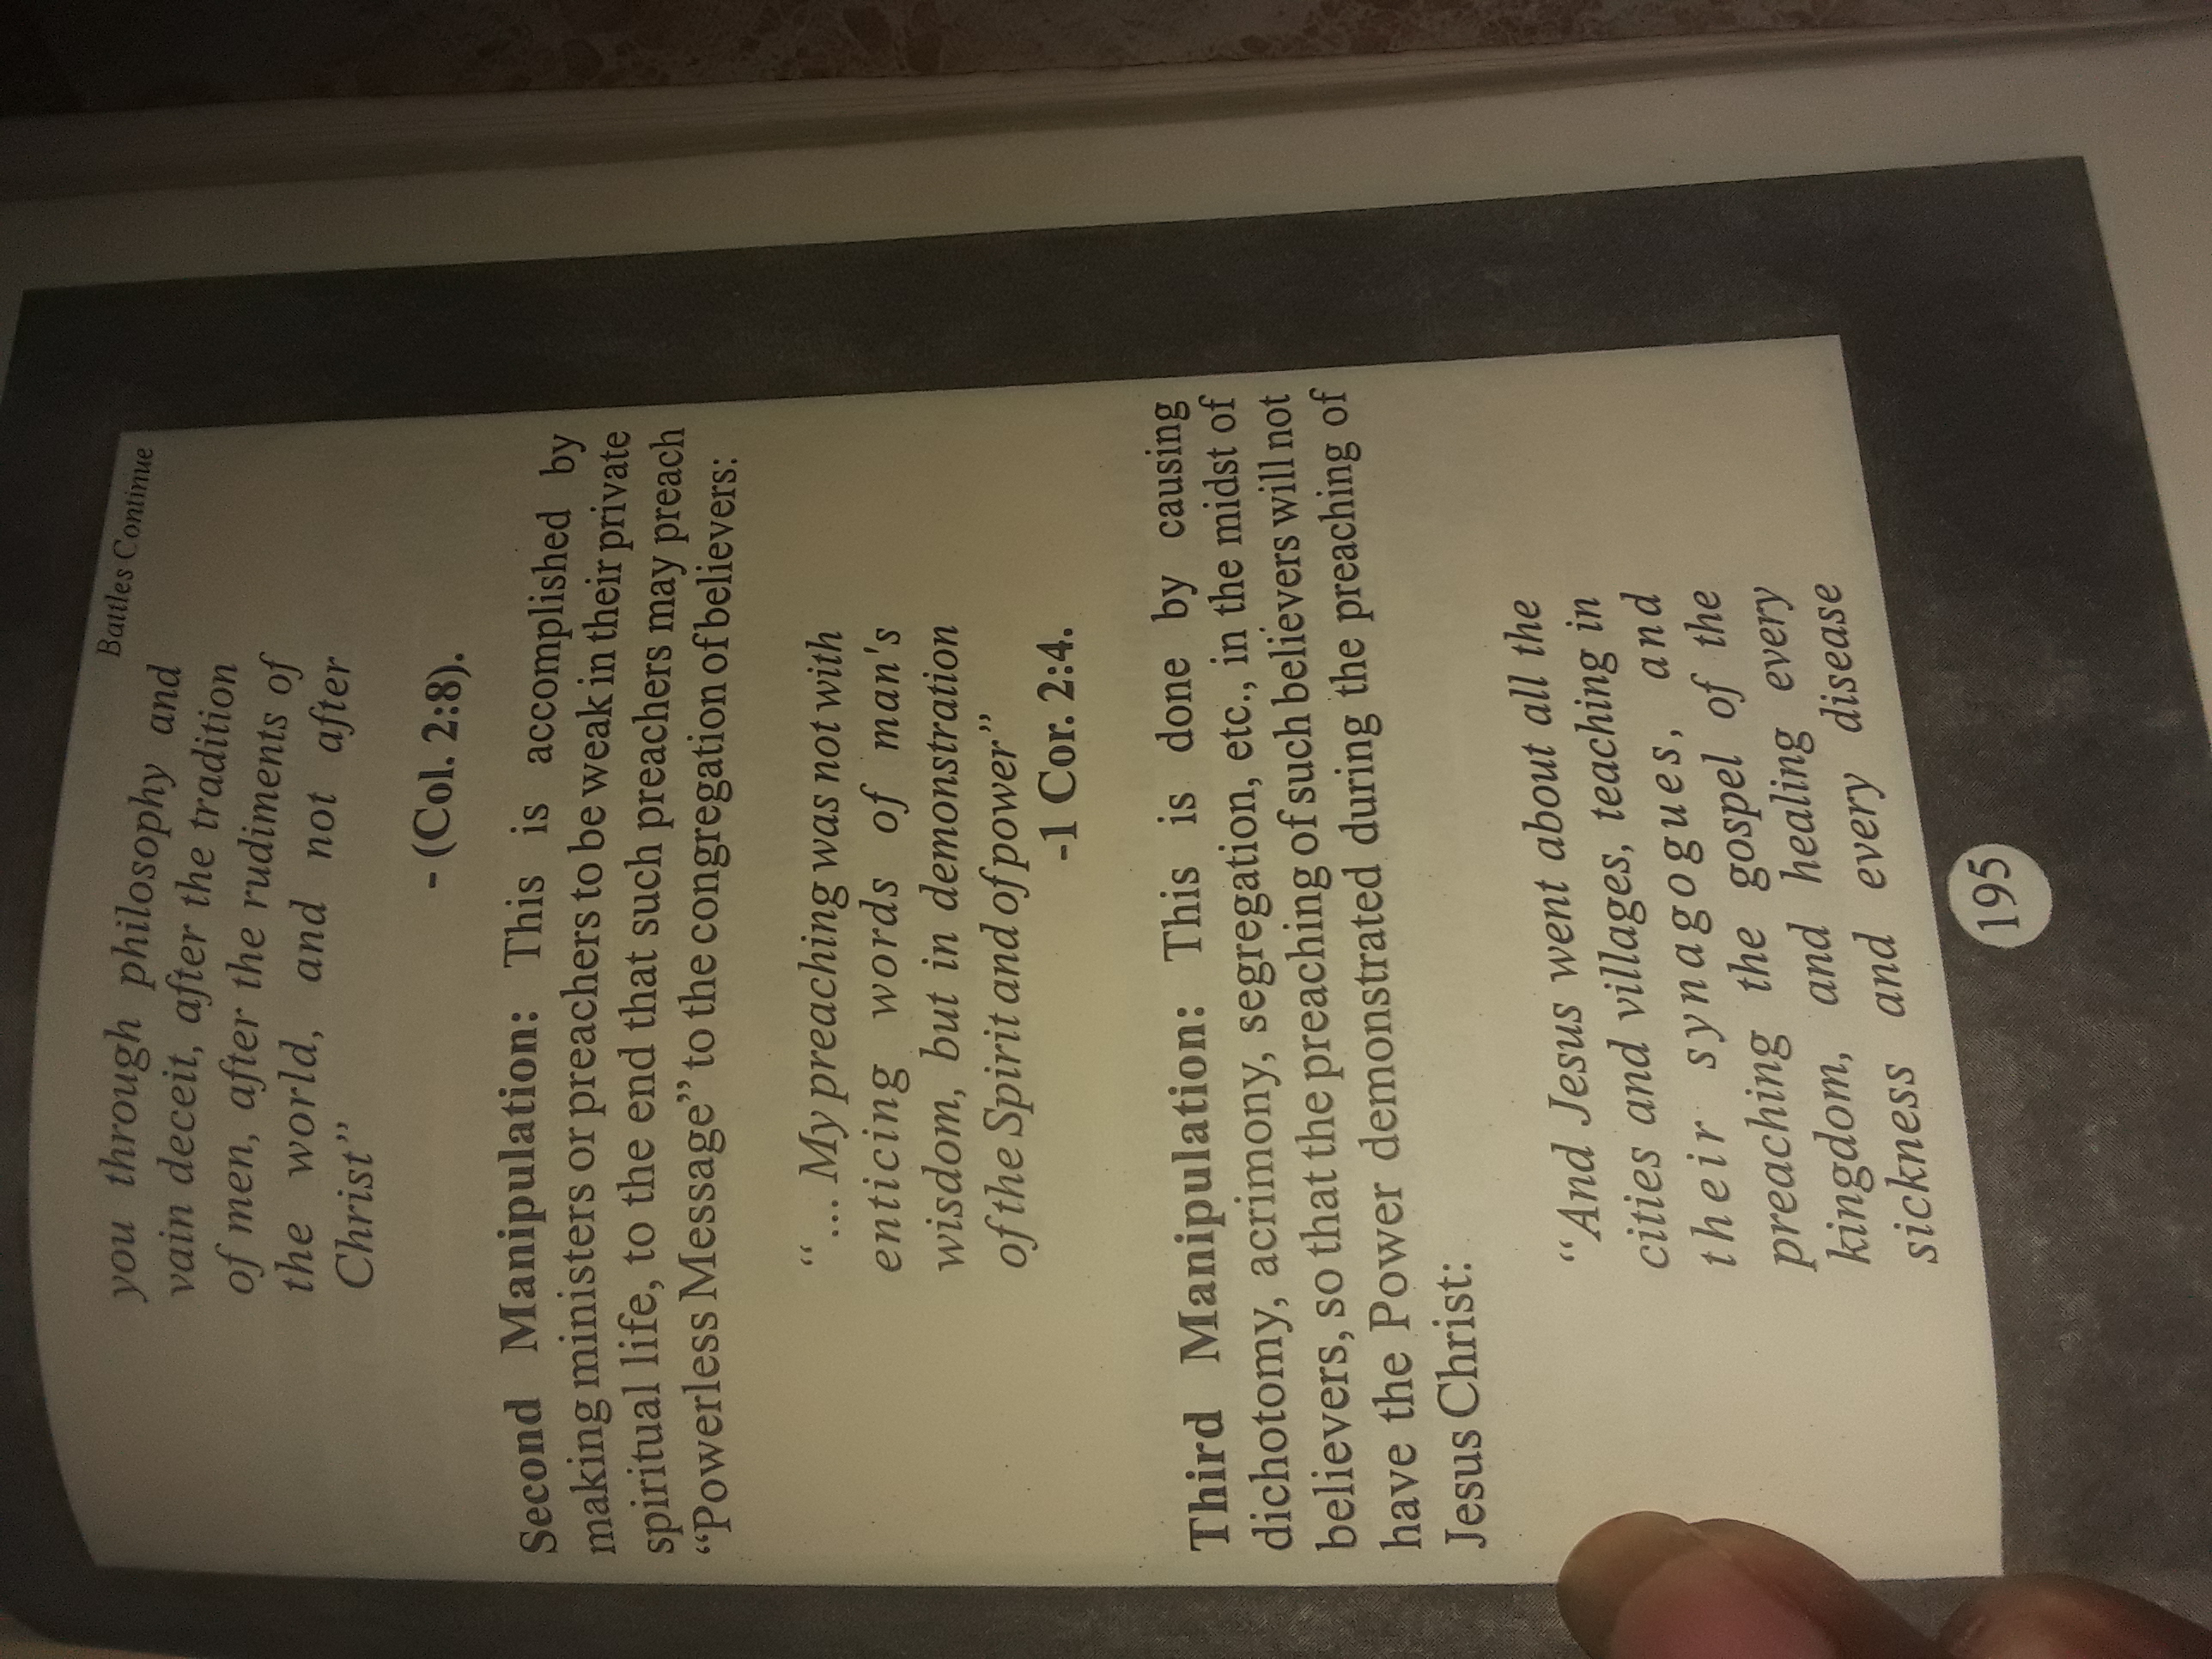 Battles Continue
you through philosophy and
vain deceit, after the tradition
of men, after the rudiments of
the world, and not after
Christ”
- (Col. 2:8).
Second Manipulation: This is accomplished by
making ministers or preachers to be weak in their private
spiritual life, to the end that such preachers may preach
“Powerless Message” to the congregation of believers:
“... My preaching was not with
enticing words of man's
wisdom, but in demonstration
of the Spirit and of power”
-1 Cor. 2:4.
Third Manipulation: This is done by causing
dichotomy, acrimony, segregation, etc., in the midst of
believers, so that the preaching of such believers will not
have the Power demonstrated during the preaching of
Jesus Christ:
“And Jesus went about all the
cities and villages, teaching in
their synagogues, and
preaching the gospel of the
kingdom, and healing every
sickness and every disease
195